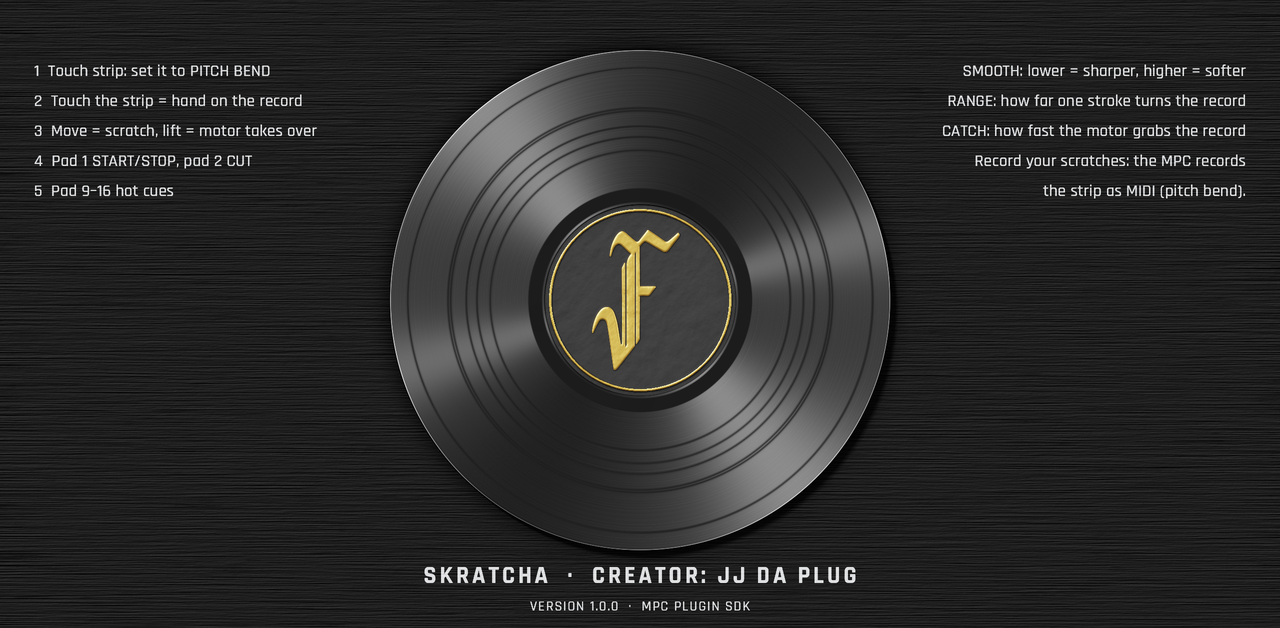 1 Touch strip: set it to PITCH BEND
2 Touch the strip = hand on the record
3 Move = scratch, lift = motor takes over
4 Pad 1 START/STOP, pad 2 CUT
5 Pad 9-16 hot cues
SMOOTH: lower = sharper, higher = softer
RANGE: how far one stroke turns the record
CATCH: how fast the motor grabs the record
Record your scratches: the MPC records
the strip as MIDI (pitch bend).
F
SKRATCHA · CREATOR: JJ DA PLUG
VERSION 1.0.0 · MPC PLUGIN SDK